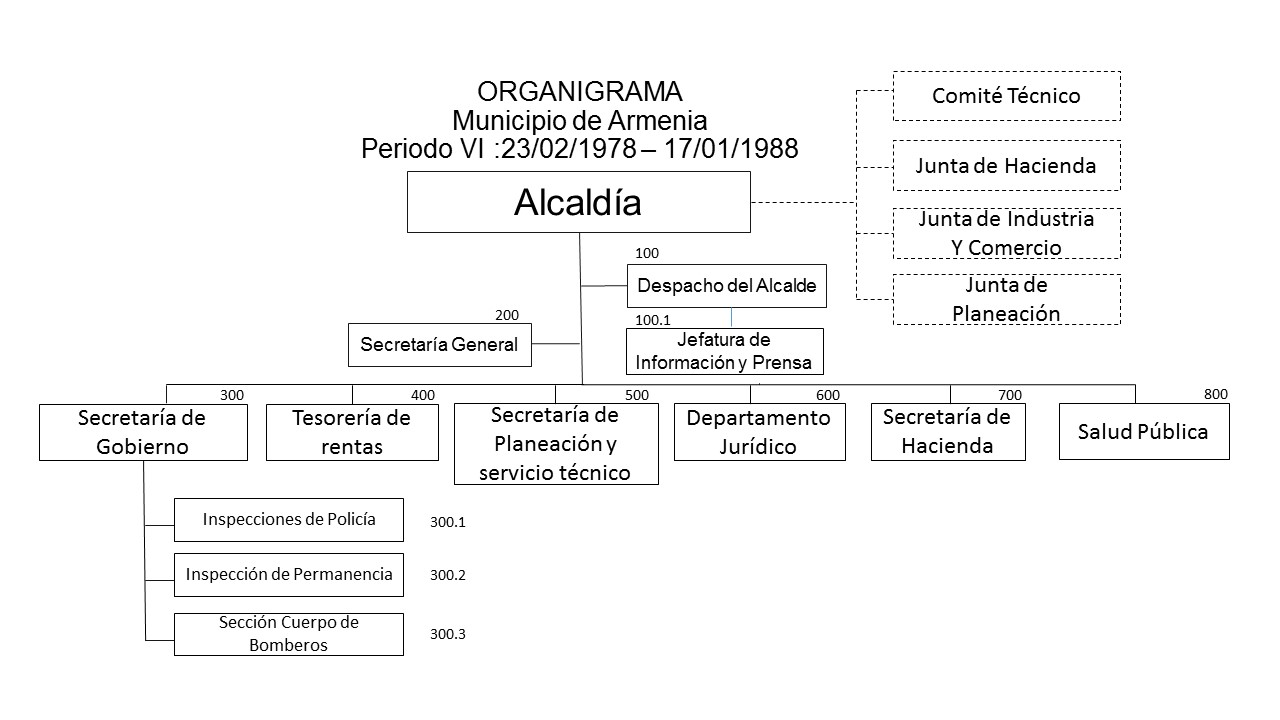 ORGANIGRAMA
Municipio de Armenia
Periodo VI :23/02/1978 – 17/01/1988
Alcaldía
Comité Técnico
Junta de Hacienda
Junta de Industria
Y Comercio
Junta de
Planeación
100
Despacho del Alcalde
100.1
Jefatura de
Información y Prensa
200
Secretaría General
300
Secretaría de
Gobierno
400
Tesorería de
rentas
500
Secretaría de
Planeación y
servicio técnico
600
Departamento
Jurídico
700
Secretaría de
Hacienda
800
Salud Pública
Inspecciones de Policía
300.1
Inspección de Permanencia
300.2
Sección Cuerpo de
Bomberos
300.3